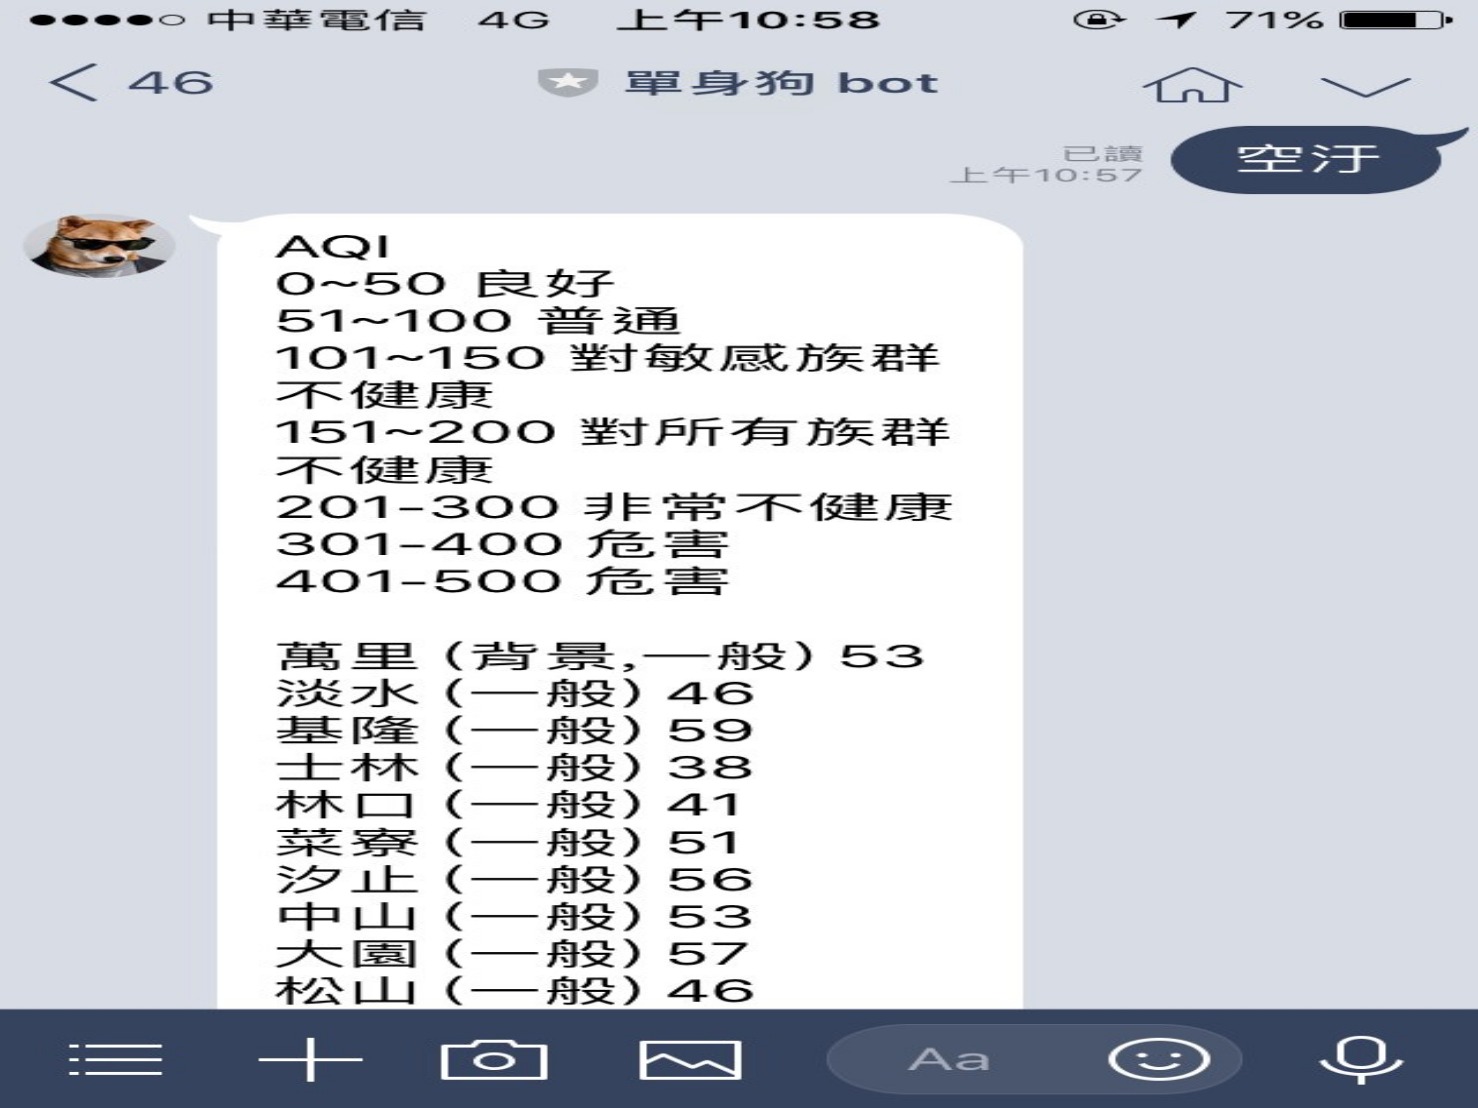 中華電信 4G 上午10:58 71%
46 單身狗 bot
空汙
已讀
上午10:57
AQI
0~50 良好
51~100 普通
101~150 對敏感族群
不健康
151~200 對所有族群
不健康
201-300 非常不健康
301-400 危害
401-500 危害
萬里 (背景,一般) 53
淡水 (一般) 46
基隆 (一般) 59
士林 (一般) 38
林口 (一般) 41
菜寮 (一般) 51
汐止 (一般) 56
中山 (一般) 53
大園 (一般) 57
松山 (一般) 46
Aa